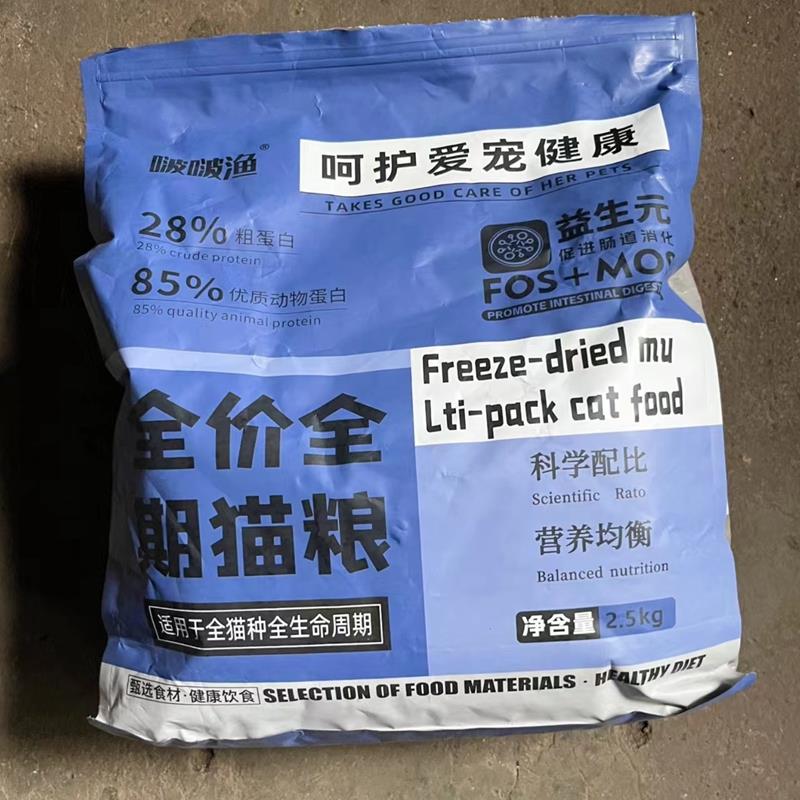 啵啵渔®
呵护爱宠健康
TAKES GOOD CARE OF HER PETS
28% 粗蛋白
28% crude protein
85% 优质动物蛋白
85% quality animal protein
益生元
促进肠道消化
FOS+MOS
PROMOTE INTESTINAL DIGEST
全价全
期猫粮
适用于全猫种全生命周期
Freeze-dried mu
Lti-pack cat food
科学配比
Scientific Rato
营养均衡
Balanced nutrition
净含量 2.5kg
甄选食材·健康饮食 SELECTION OF FOOD MATERIALS · HEALTHY DIET